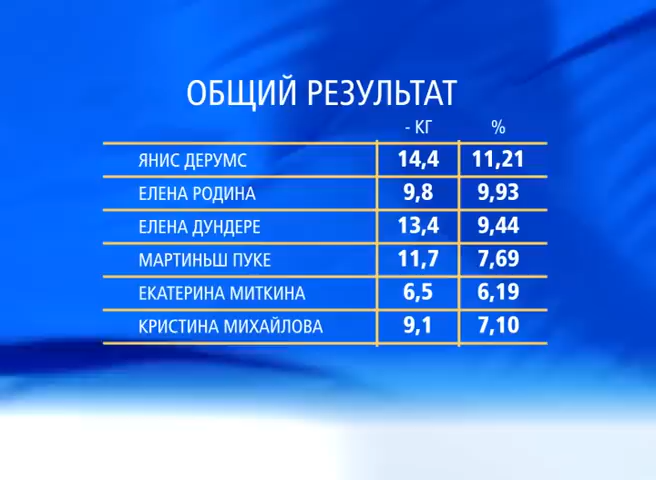 ОБЩИЙ РЕЗУЛЬТАТ
- КГ %
ЯНИС ДЕРУМС 14,4 11,21
ЕЛЕНА РОДИНА 9,8 9,93
ЕЛЕНА ДУНДЕРЕ 13,4 9,44
МАРТИНЬШ ПУКЕ 11,7 7,69
ЕКАТЕРИНА МИТКИНА 6,5 6,19
КРИСТИНА МИХАЙЛОВА 9,1 7,10